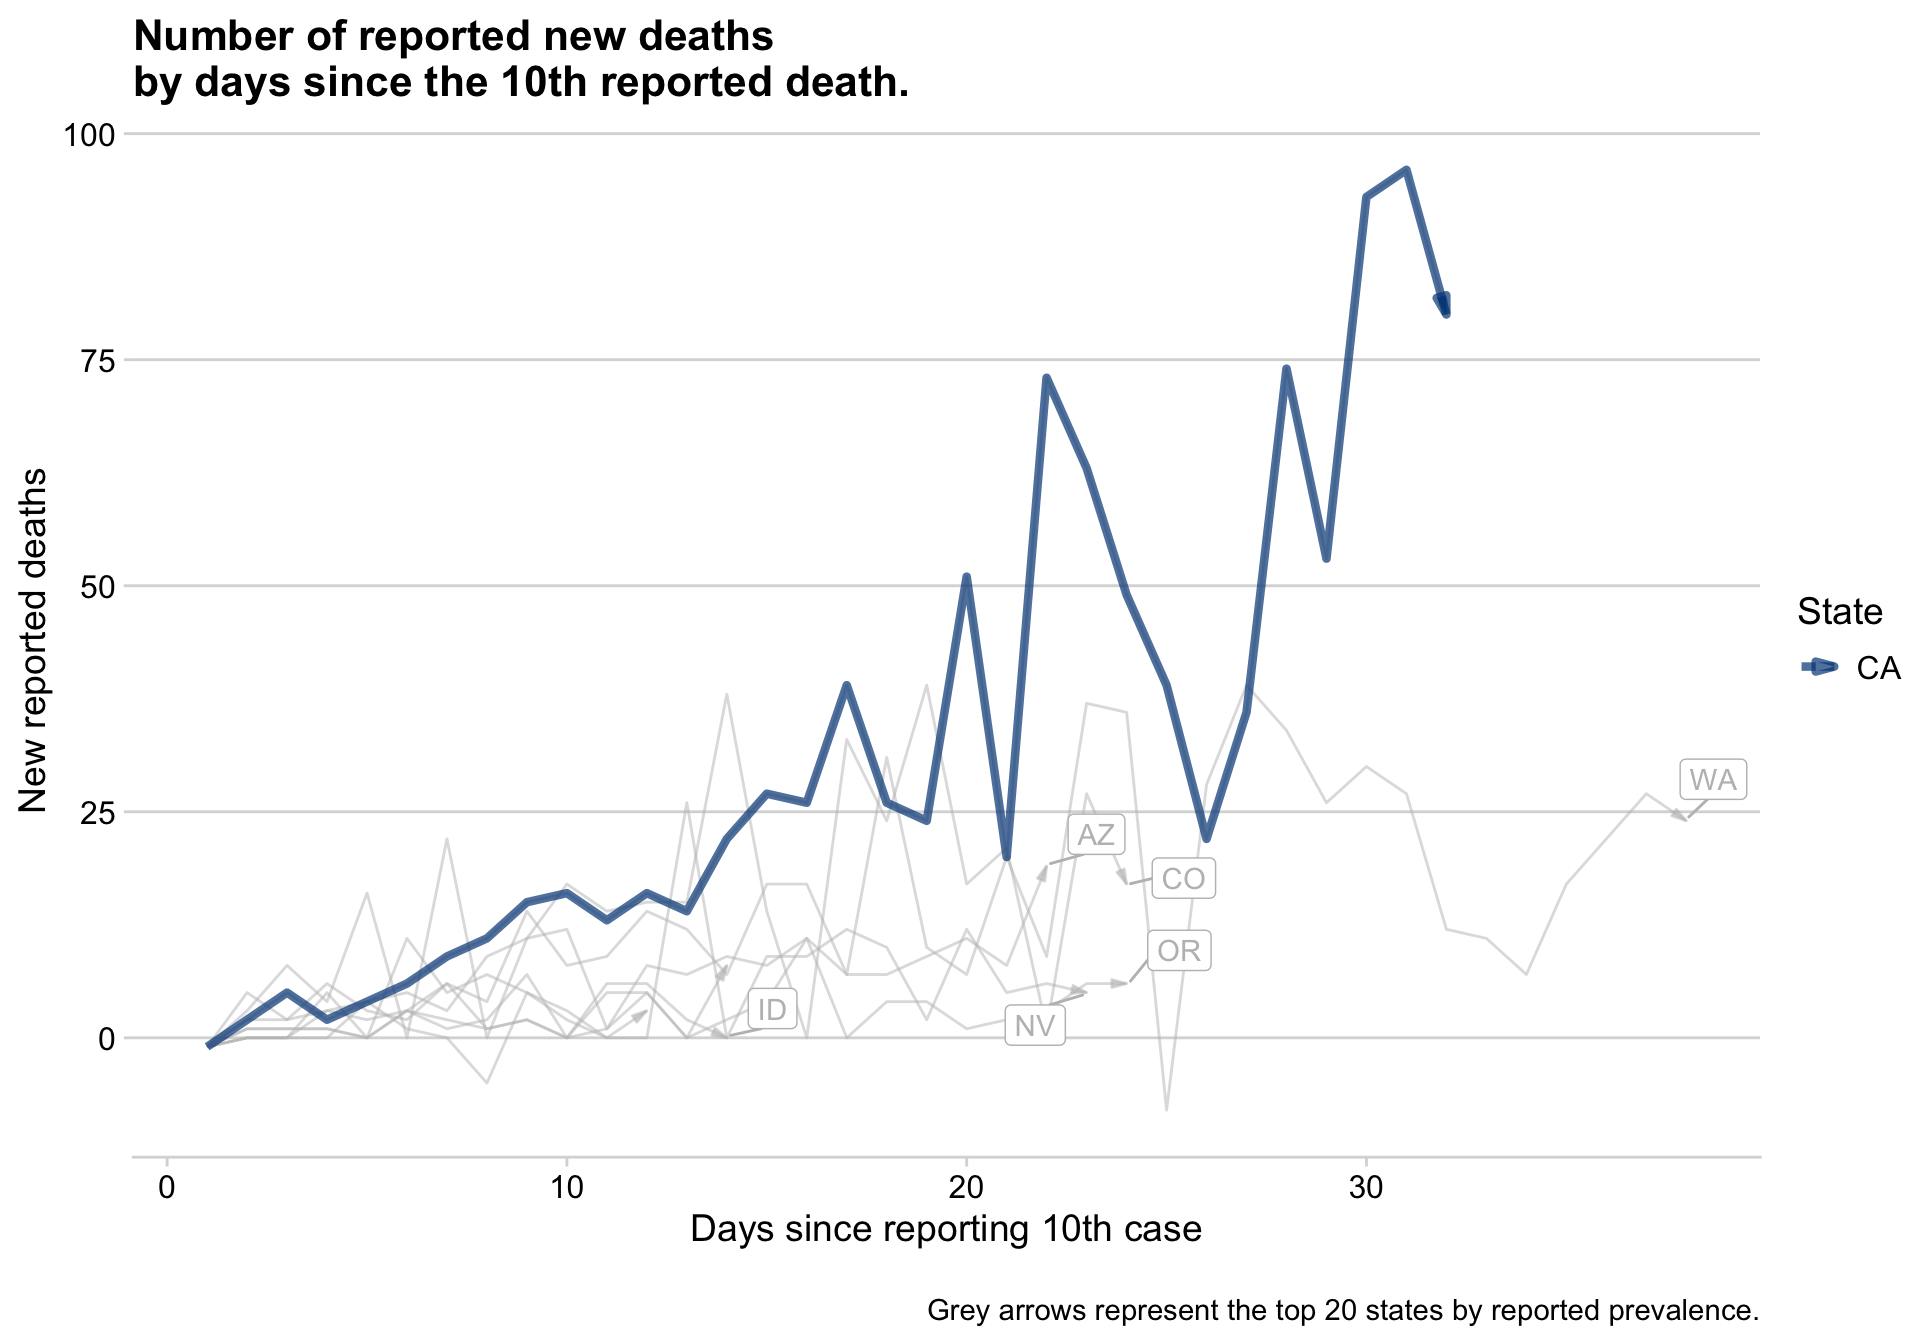 Number of reported new deaths
by days since the 10th reported death.
100
75
50
25
0
New reported deaths
WA
AZ
CO
OR
ID
NV
State
CA
0 10 20 30
Days since reporting 10th case
Grey arrows represent the top 20 states by reported prevalence.